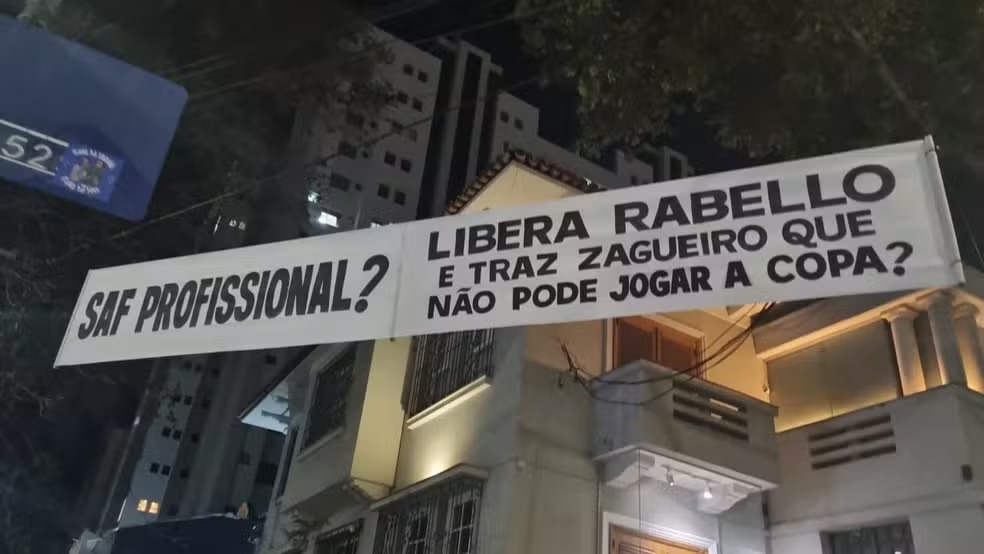 52
SAF PROFISSIONAL?
LIBERA RABELLO
E TRAZ ZAGUEIRO QUE
NÃO PODE JOGAR A COPA?